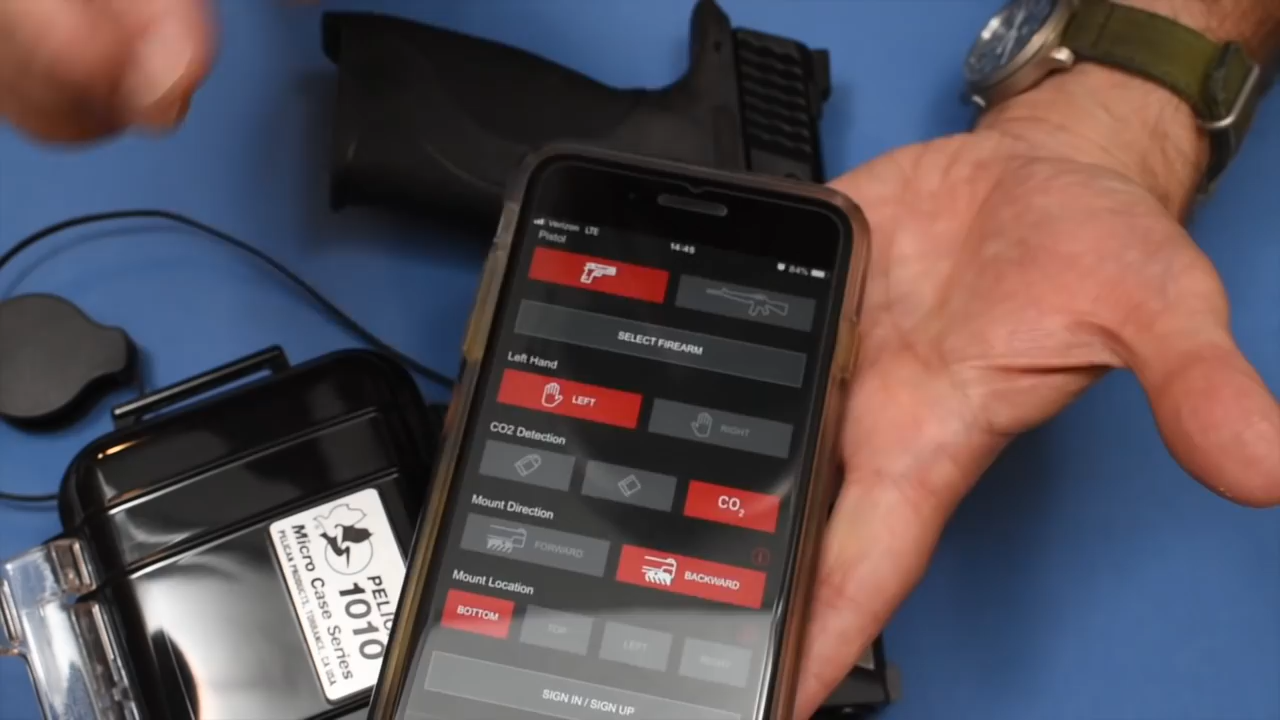 Verizon LTE
14:45
84%
Pistol
SELECT FIREARM
Left Hand
LEFT
RIGHT
CO2 Detection
CO2
Mount Direction
FORWARD
BACKWARD
Mount Location
BOTTOM
TOP
LEFT
RIGHT
SIGN IN / SIGN UP
PELIC
1010
Micro Case Series
PELICAN PRODUCTS, TORRANCE, CA USA